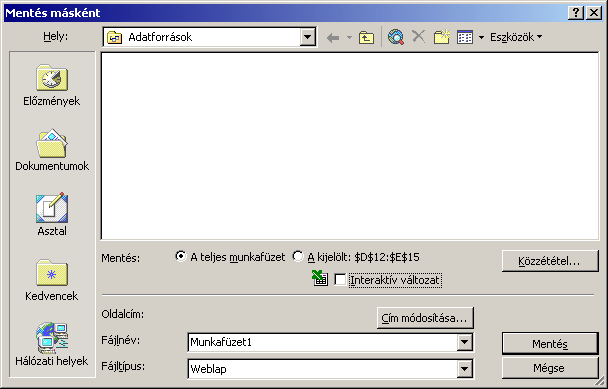 Mentés másként
Hely:
Adatforrások
Eszközök
Előzmények
Dokumentumok
Asztal
Kedvencek
Hálózati helyek
Mentés:
A teljes munkafüzet
A kijelölt: $D$12:$E$15
Közzététel...
Interaktív változat
Oldalcím:
Cím módosítása...
Fájlnév:
Munkafüzet1
Mentés
Fájltípus:
Weblap
Mégse